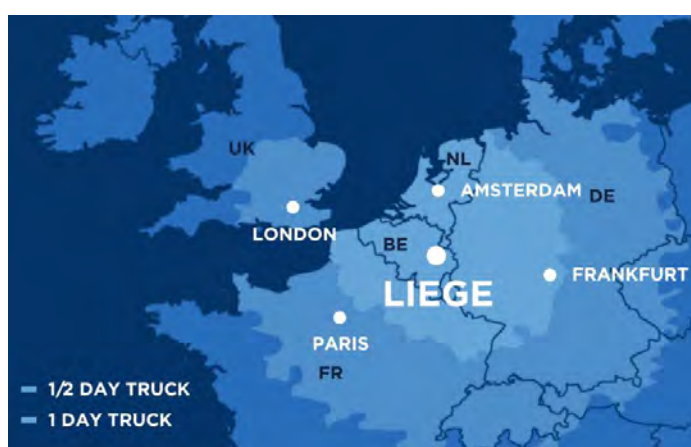 UK
NL
AMSTERDAM
DE
LONDON
BE
LIEGE
FRANKFURT
PARIS
FR
1/2 DAY TRUCK
1 DAY TRUCK